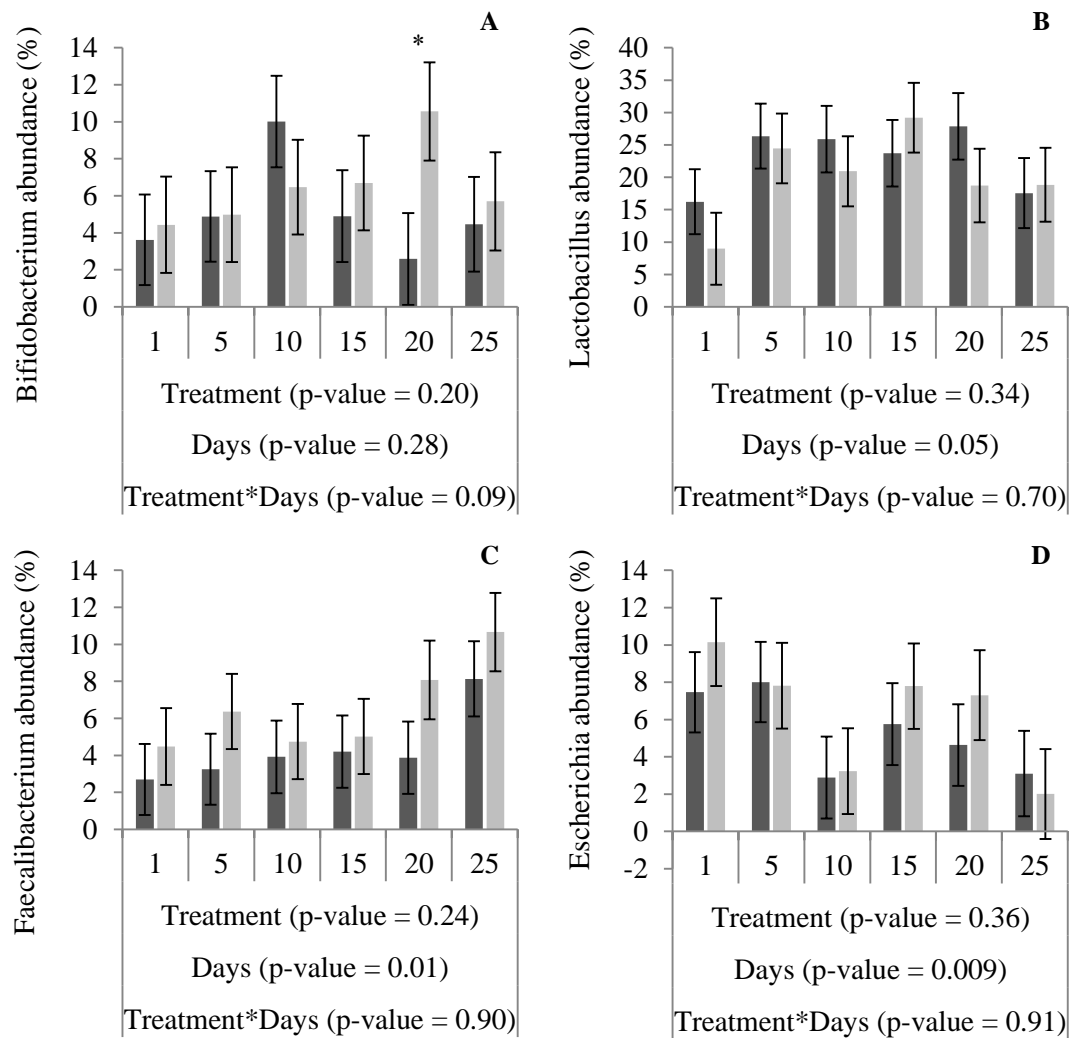 A
*
Bifidobacterium abundance (%)
14
12
10
8
6
4
2
0
1 5 10 15 20 25
Treatment (p-value = 0.20)
Days (p-value = 0.28)
Treatment*Days (p-value = 0.09)
B
Lactobacillus abundance (%)
40
35
30
25
20
15
10
5
0
1 5 10 15 20 25
Treatment (p-value = 0.34)
Days (p-value = 0.05)
Treatment*Days (p-value = 0.70)
C
Faecalibacterium abundance (%)
14
12
10
8
6
4
2
0
1 5 10 15 20 25
Treatment (p-value = 0.24)
Days (p-value = 0.01)
Treatment*Days (p-value = 0.90)
D
Escherichia abundance (%)
14
12
10
8
6
4
2
0
-2
1 5 10 15 20 25
Treatment (p-value = 0.36)
Days (p-value = 0.009)
Treatment*Days (p-value = 0.91)